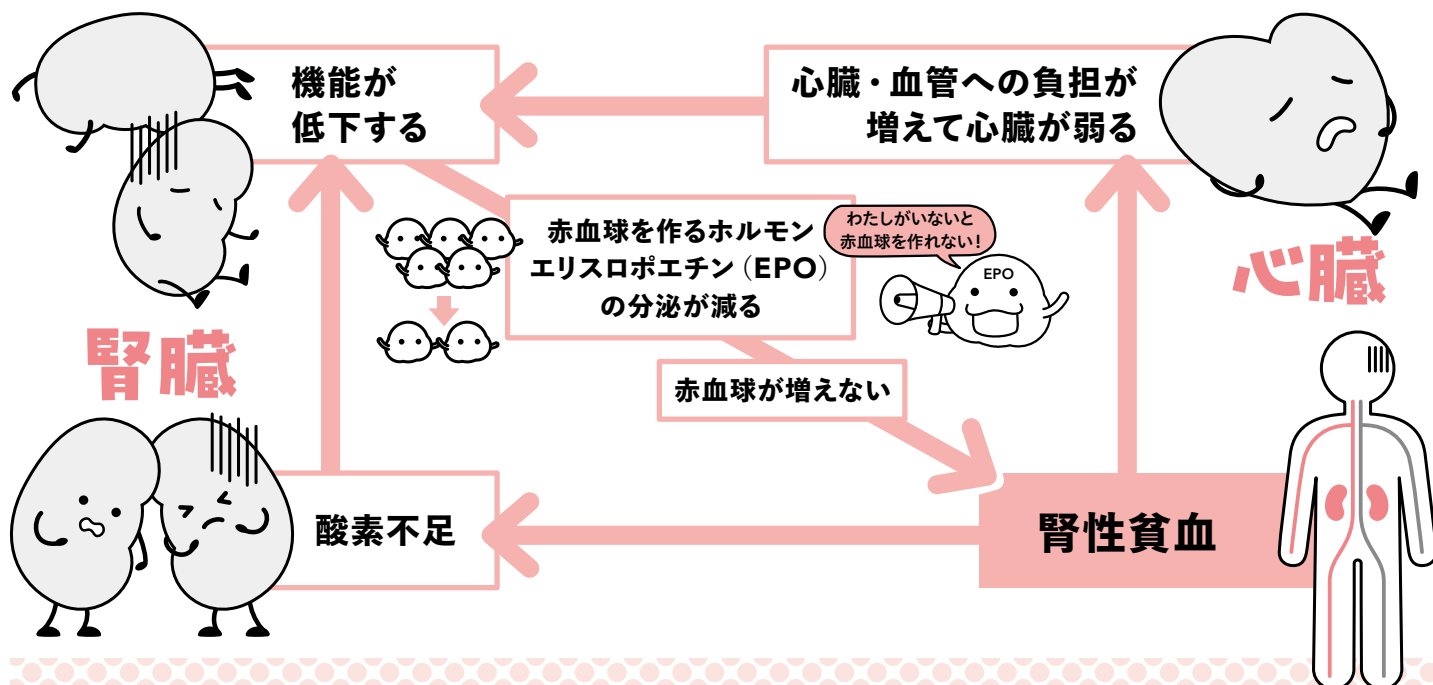 機能が
低下する
心臓・血管への負担が
増えて心臓が弱る
赤血球を作るホルモン
エリスロポエチン（EPO）
の分泌が減る
わたしがいないと
赤血球を作れない！
EPO
心臓
腎臓
赤血球が増えない
酸素不足
腎性貧血